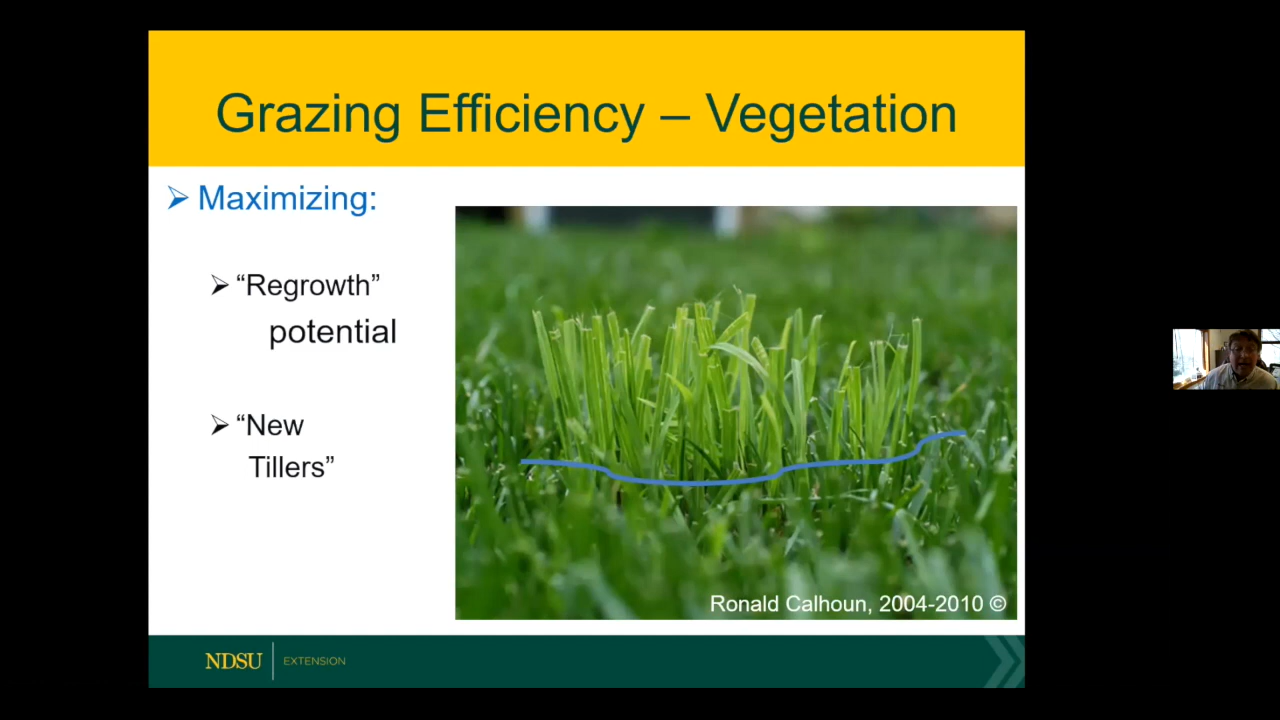 Grazing Efficiency – Vegetation
Maximizing:
“Regrowth”
potential
“New
Tillers”
Ronald Calhoun, 2004-2010 ©
NDSU
EXTENSION